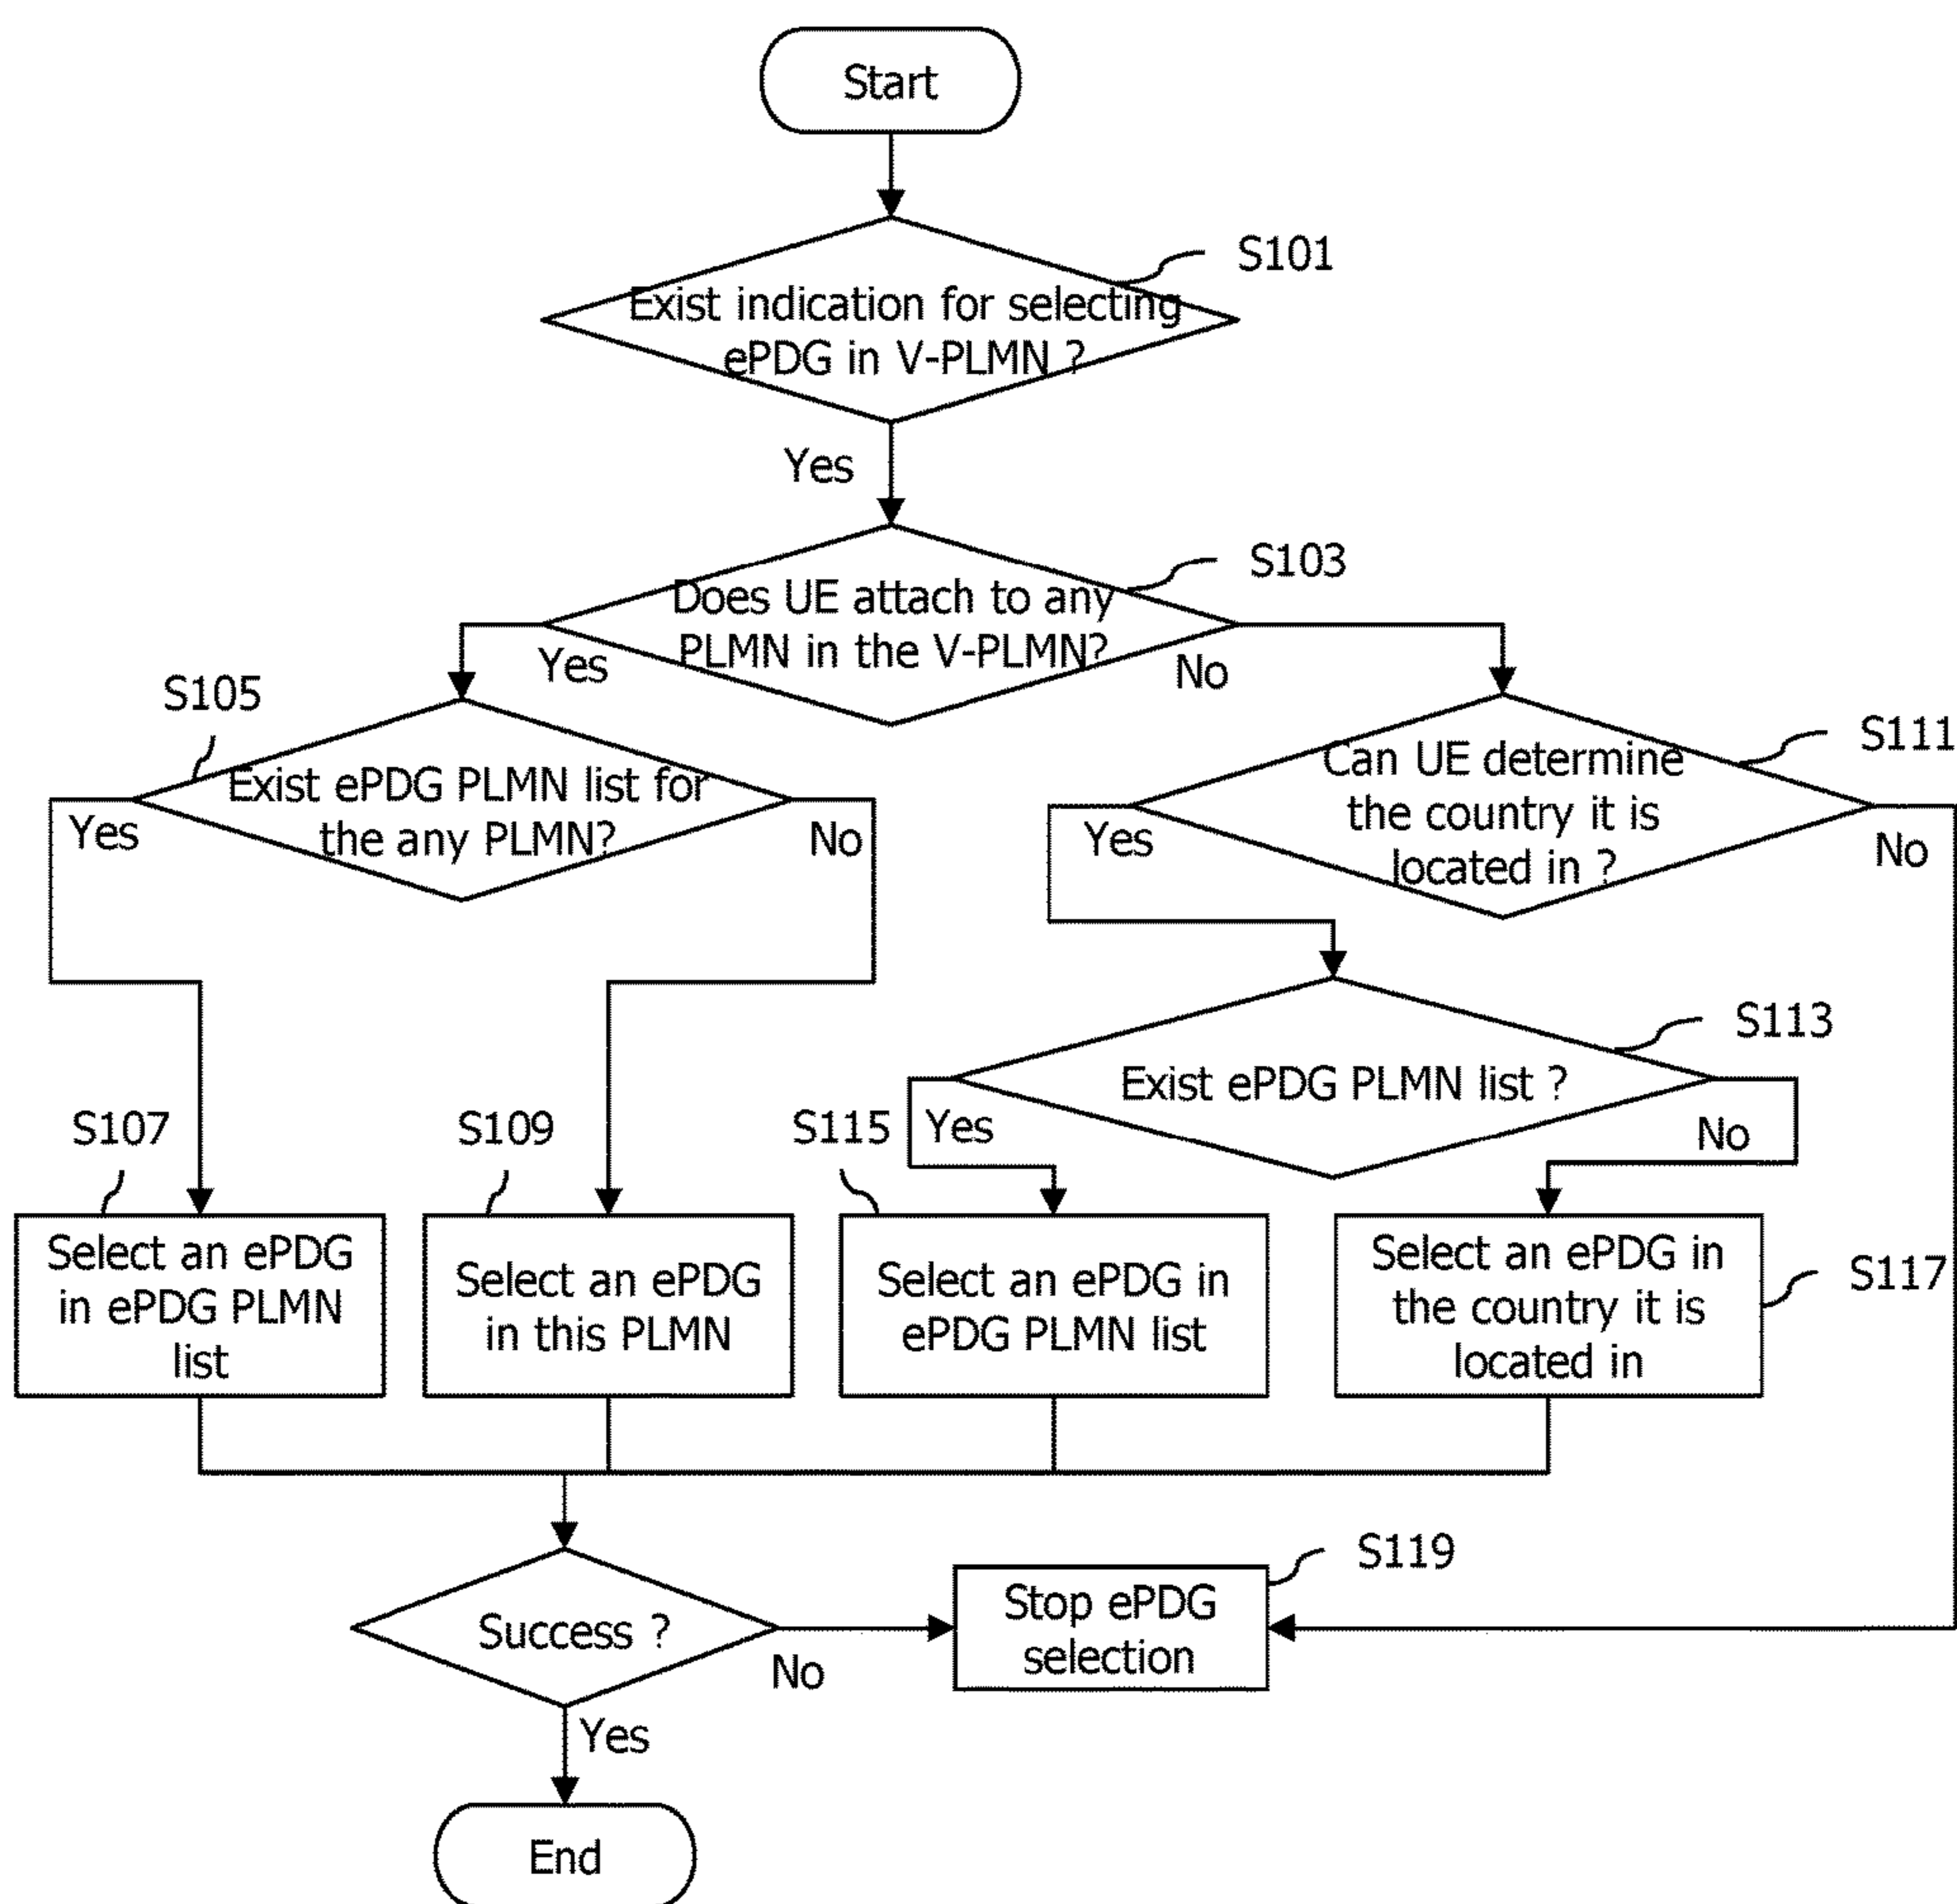 Start
S101
Exist indication for selecting
ePDG in V-PLMN ?
Yes
S103
Does UE attach to any
PLMN in the V-PLMN?
Yes
No
S105
Exist ePDG PLMN list for
the any PLMN?
Yes
No
S111
Can UE determine
the country it is
located in ?
Yes
No
S113
Exist ePDG PLMN list ?
Yes
No
S107
Select an ePDG
in ePDG PLMN
list
S109
Select an ePDG
in this PLMN
S115
Select an ePDG in
ePDG PLMN list
S117
Select an ePDG in
the country it is
located in
Success ?
No
S119
Stop ePDG
selection
Yes
End